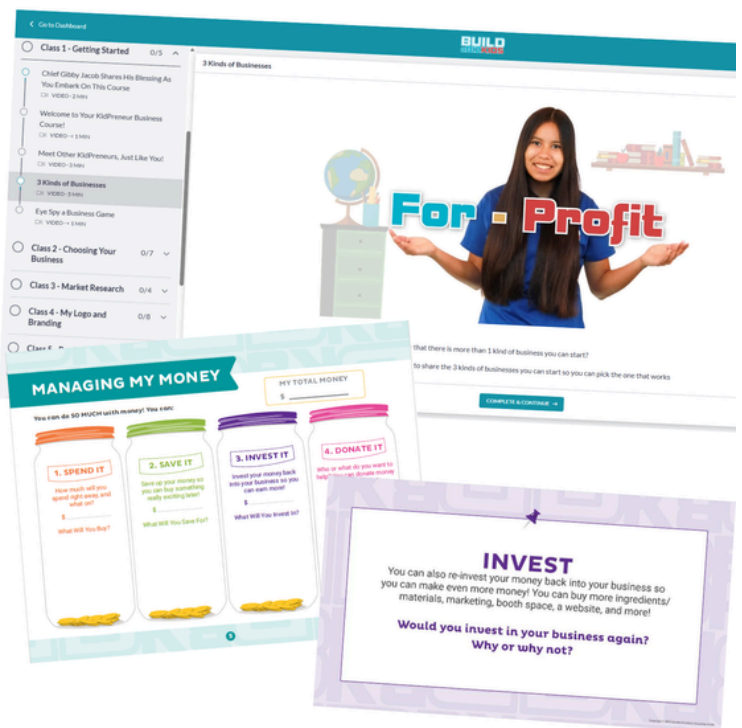 Go to Dashboard
BUILD
Class 1 - Getting Started 0/5
Chief Gibby Jacob Shares His Blessing As
You Embark On This Course
VIDEO · 2 MIN
Welcome to Your KidPreneur Business
Course!
VIDEO · < 1 MIN
Meet Other KidPreneurs, Just Like You!
VIDEO · 2 MIN
3 Kinds of Businesses
VIDEO · 3 MIN
Eye Spy a Business Game
VIDEO · < 1 MIN
Class 2 - Choosing Your
Business 0/7
Class 3 - Market Research 0/4
Class 4 - My Logo and
Branding 0/8
3 Kinds of Businesses
For - Profit
that there is more than 1 kind of business you can start?
to share the 3 kinds of businesses you can start so you can pick the one that works
COMPLETE & CONTINUE →
MANAGING MY MONEY
MY TOTAL MONEY
$
You can do SO MUCH with money! You can:
1. SPEND IT
How much will you
spend right away, and
what on?
$
What Will You Buy?
2. SAVE IT
Save up your money so
you can buy something
really exciting later!
$
What Will You Save For?
3. INVEST IT
Invest your money back
into your business so you
can earn more!
$
What Will You Invest In?
4. DONATE IT
Who or what do you want to
help? You can donate money
5
INVEST
You can also re-invest your money back into your business so
you can make even more money! You can buy more ingredients/
materials, marketing, booth space, a website, and more!
Would you invest in your business again?
Why or why not?